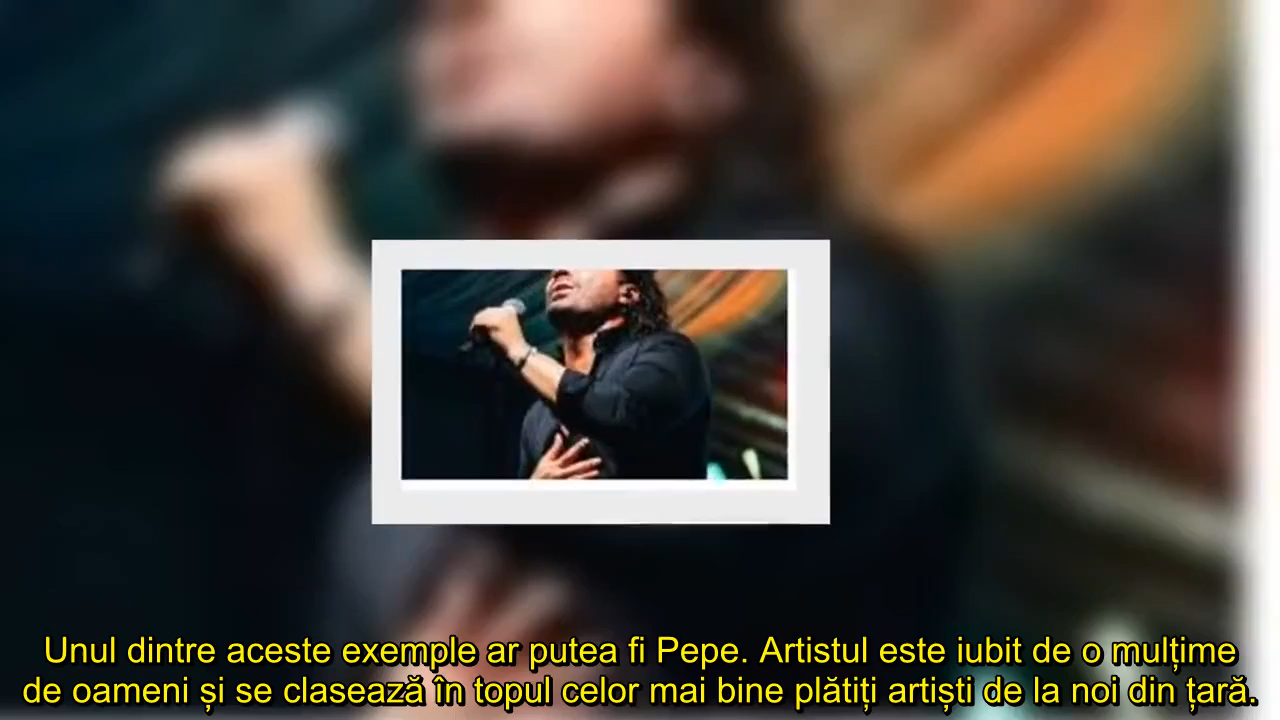 Unul dintre aceste exemple ar putea fi Pepe. Artistul este iubit de o mulțime
de oameni și se clasează în topul celor mai bine plătiți artiști de la noi din țară.